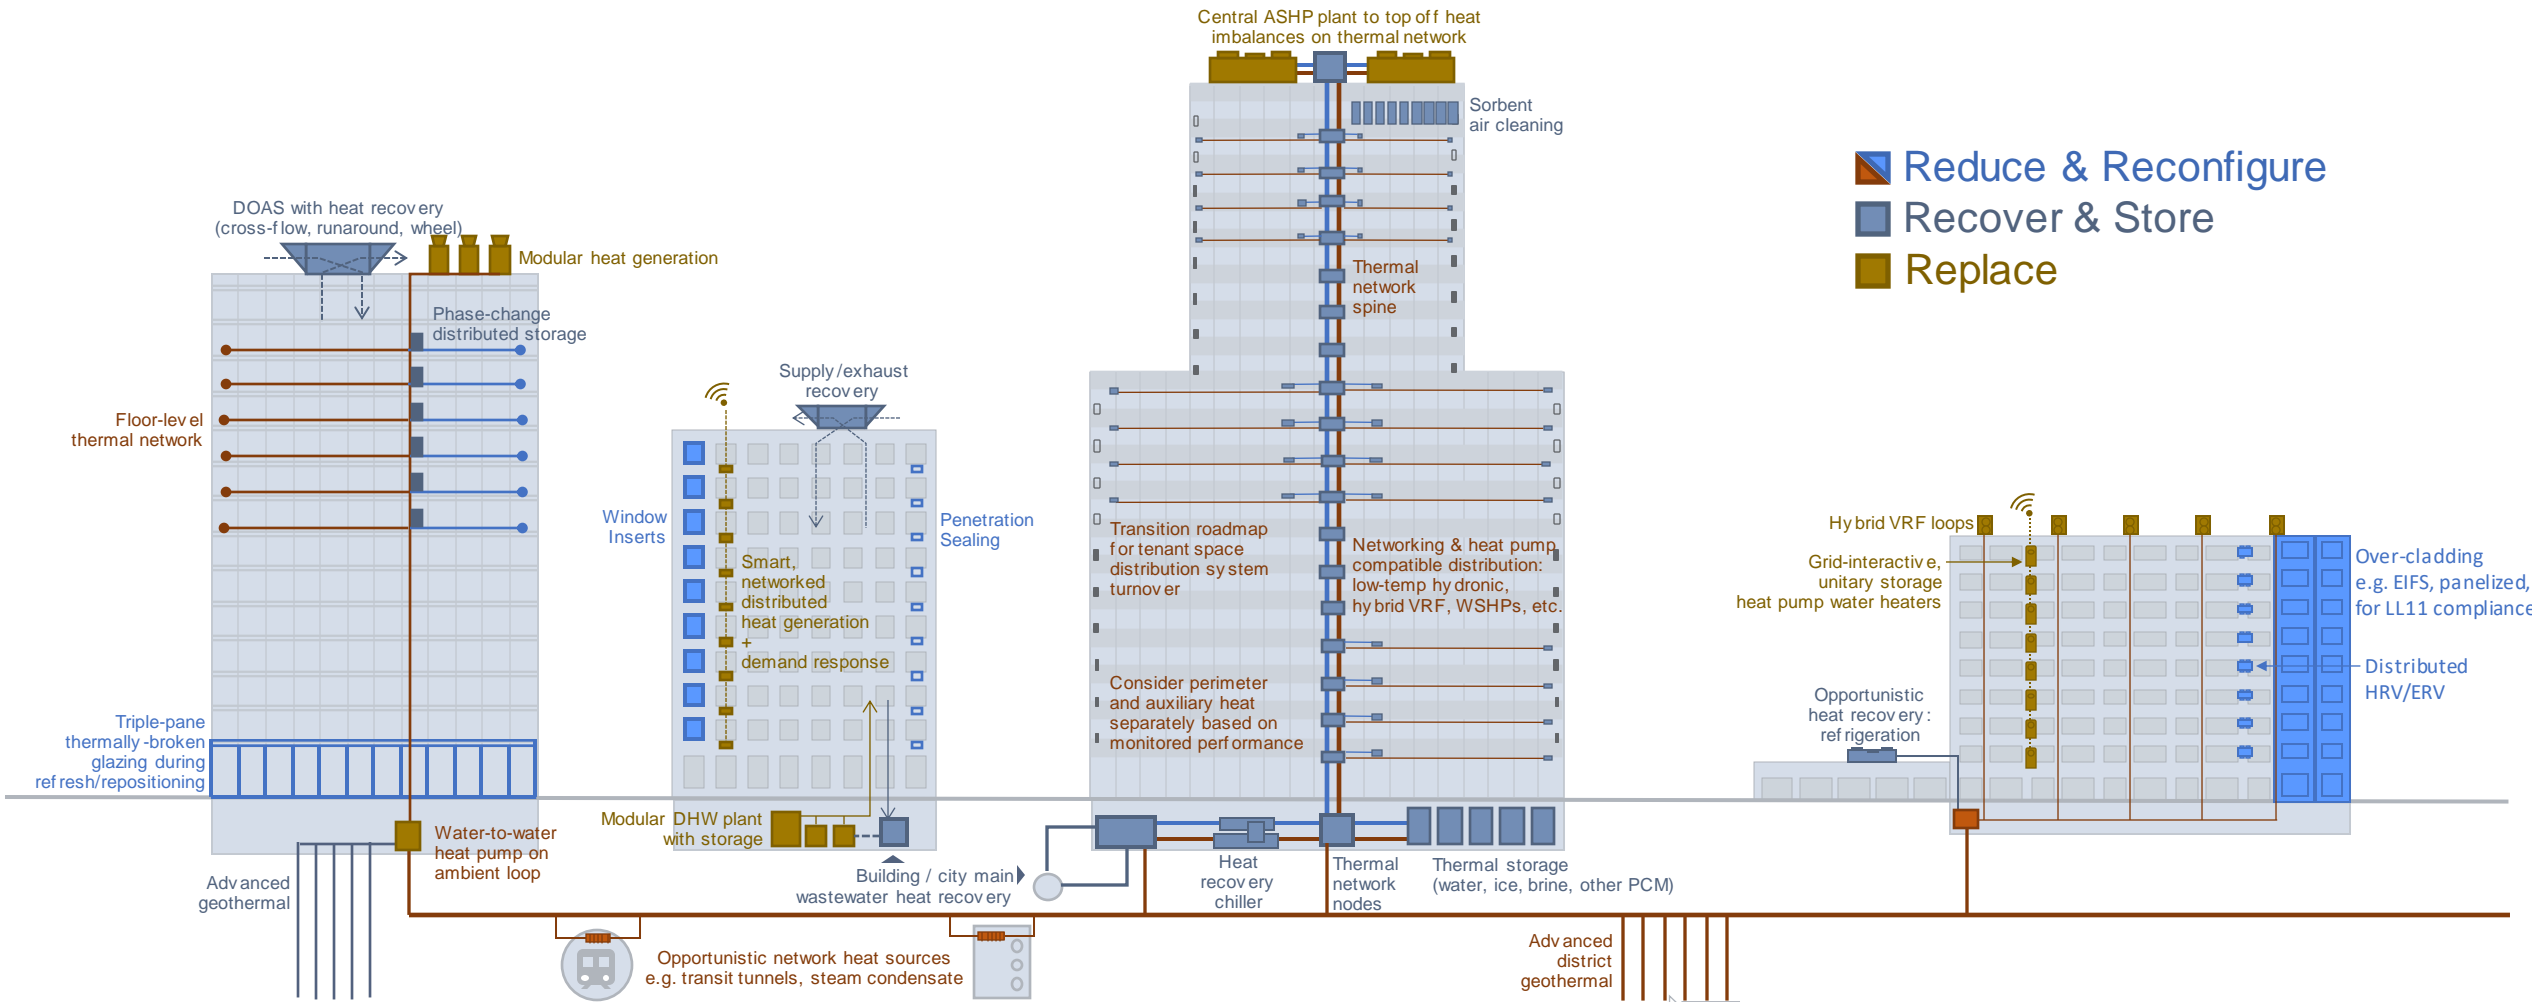 Central ASHP plant to top off heat
imbalances on thermal network
Sorbent
air cleaning
Reduce & Reconfigure
Recover & Store
Replace
DOAS with heat recovery
(cross-flow, runaround, wheel)
Modular heat generation
Phase-change
distributed storage
Floor-level
thermal network
Triple-pane
thermally-broken
glazing during
refresh/repositioning
Water-to-water
heat pump on
ambient loop
Advanced
geothermal
Supply/exhaust
recovery
Window
Inserts
Penetration
Sealing
Smart,
networked
distributed
heat generation
+
demand response
Modular DHW plant
with storage
Building / city main
wastewater heat recovery
Thermal
network
spine
Transition roadmap
for tenant space
distribution system
turnover
Networking & heat pump
compatible distribution:
low-temp hydronic,
hybrid VRF, WSHPs, etc.
Consider perimeter
and auxiliary heat
separately based on
monitored performance
Heat
recovery
chiller
Thermal
network
nodes
Thermal storage
(water, ice, brine, other PCM)
Hybrid VRF loops
Grid-interactive,
unitary storage
heat pump water heaters
Over-cladding
e.g. EIFS, panelized,
for LL11 compliance
Distributed
HRV/ERV
Opportunistic
heat recovery:
refrigeration
Opportunistic network heat sources
e.g. transit tunnels, steam condensate
Advanced
district
geothermal